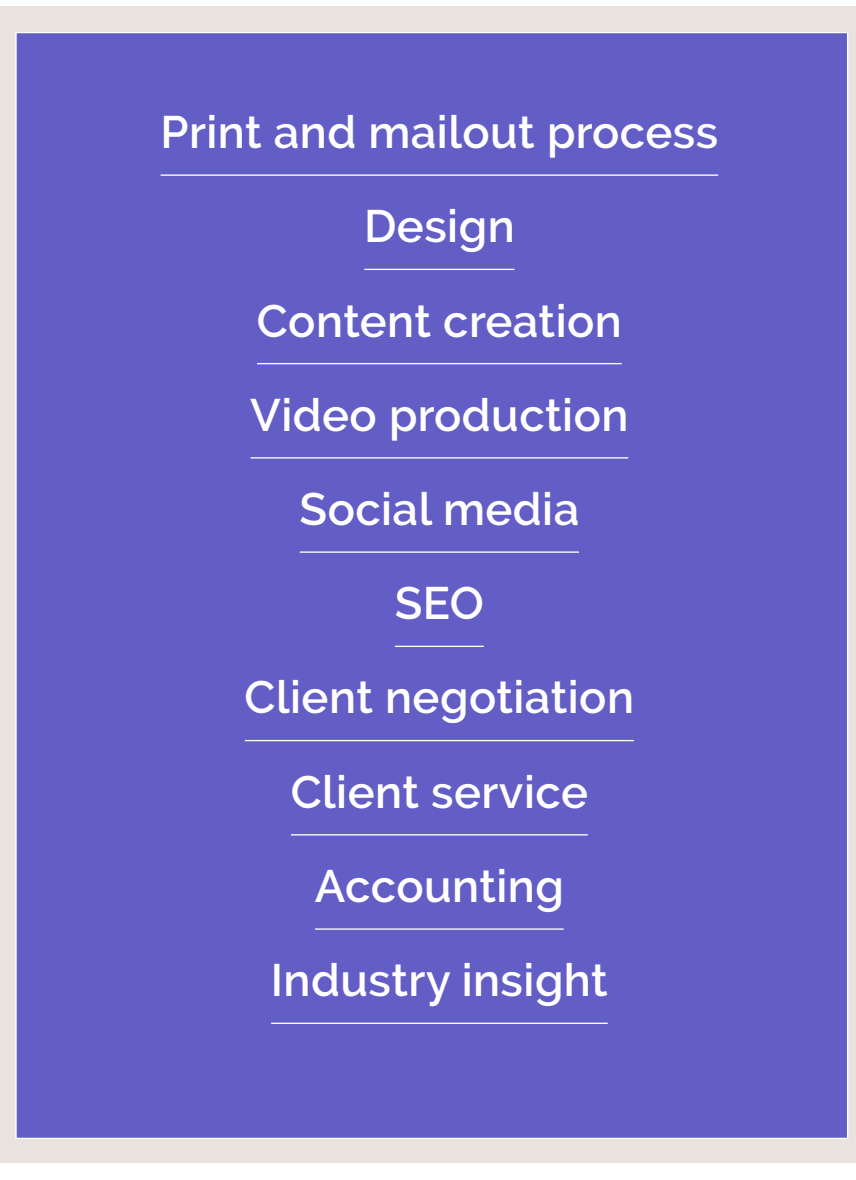 Print and mailout process
Design
Content creation
Video production
Social media
SEO
Client negotiation
Client service
Accounting
Industry insight